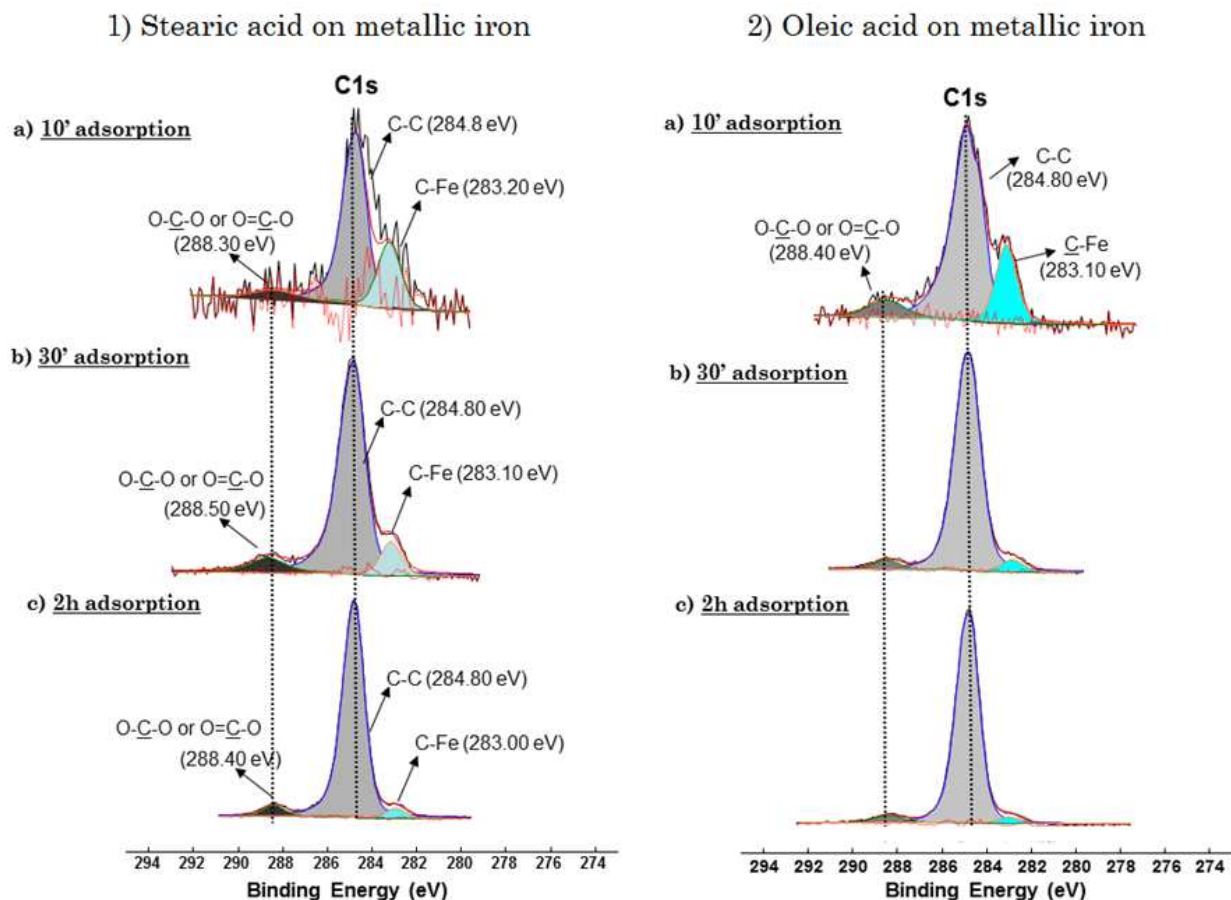 1) Stearic acid on metallic iron
C1s
a) 10' adsorption
C-C (284.8 eV)
C-Fe (283.20 eV)
O-C-O or O=C-O
(288.30 eV)
b) 30' adsorption
C-C (284.80 eV)
C-Fe (283.10 eV)
O-C-O or O=C-O
(288.50 eV)
c) 2h adsorption
C-C (284.80 eV)
O-C-O or O=C-O
(288.40 eV)
C-Fe (283.00 eV)
294 292 290 288 286 284 282 280 278 276 274
Binding Energy (eV)
2) Oleic acid on metallic iron
C1s
a) 10' adsorption
C-C
(284.80 eV)
O-C-O or O=C-O
(288.40 eV)
C-Fe
(283.10 eV)
b) 30' adsorption
c) 2h adsorption
294 292 290 288 286 284 282 280 278 276 274
Binding Energy (eV)